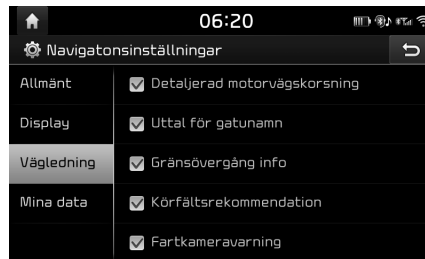 06:20
Navigatonsinställningar
Allmänt
Detaljerad motorvägskorsning
Display
Uttal för gatunamn
Vägledning
Gränsövergång info
Mina data
Körfältsrekommendation
Fartkameravarning